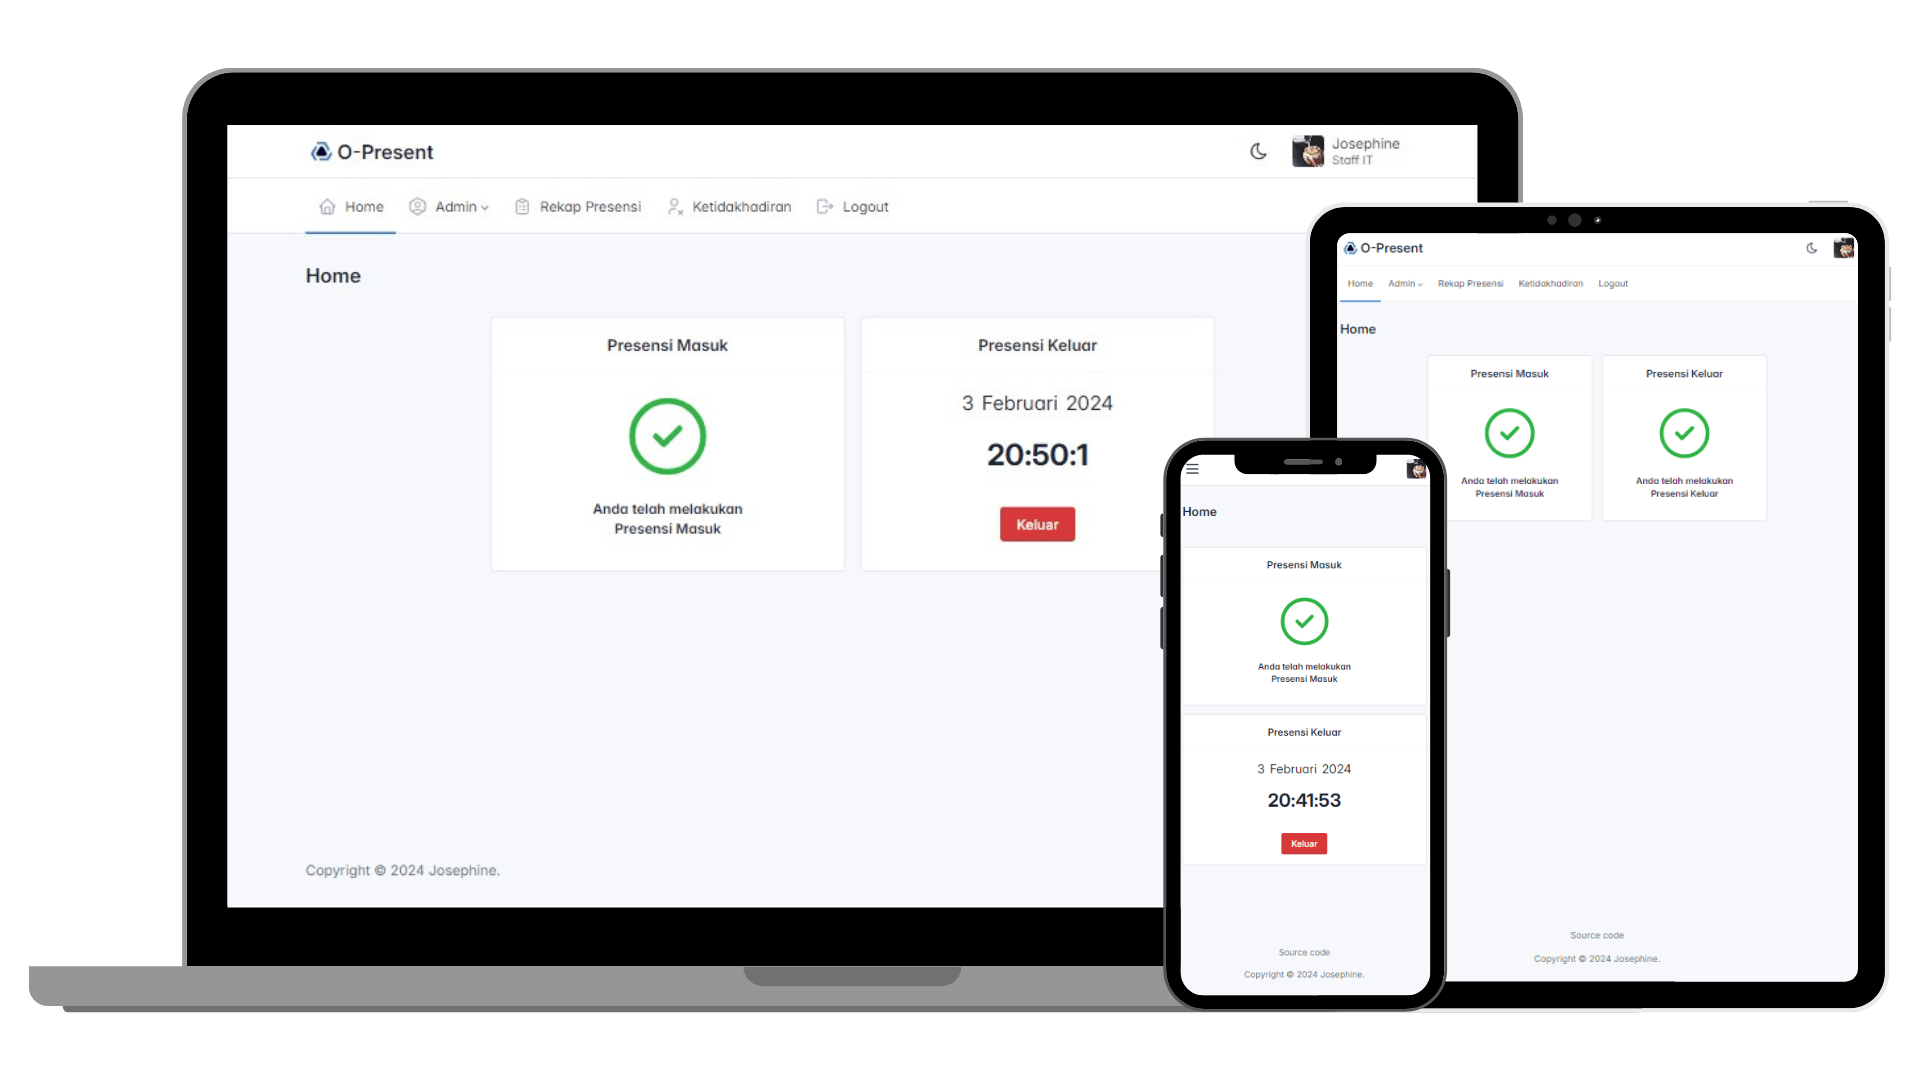 O-Present
Josephine
Staff IT
Home
Admin
Rekap Presensi
Ketidakhadiran
Logout
Home
Presensi Masuk
Anda telah melakukan
Presensi Masuk
Presensi Keluar
3 Februari 2024
20:50:1
Keluar
Copyright © 2024 Josephine.
O-Present
Home
Admin
Rekap Presensi
Ketidakhadiran
Logout
Home
Presensi Masuk
Anda telah melakukan
Presensi Masuk
Presensi Keluar
Anda telah melakukan
Presensi Keluar
Source code
Copyright © 2024 Josephine.
Home
Presensi Masuk
Anda telah melakukan
Presensi Masuk
Presensi Keluar
3 Februari 2024
20:41:53
Keluar
Source code
Copyright © 2024 Josephine.